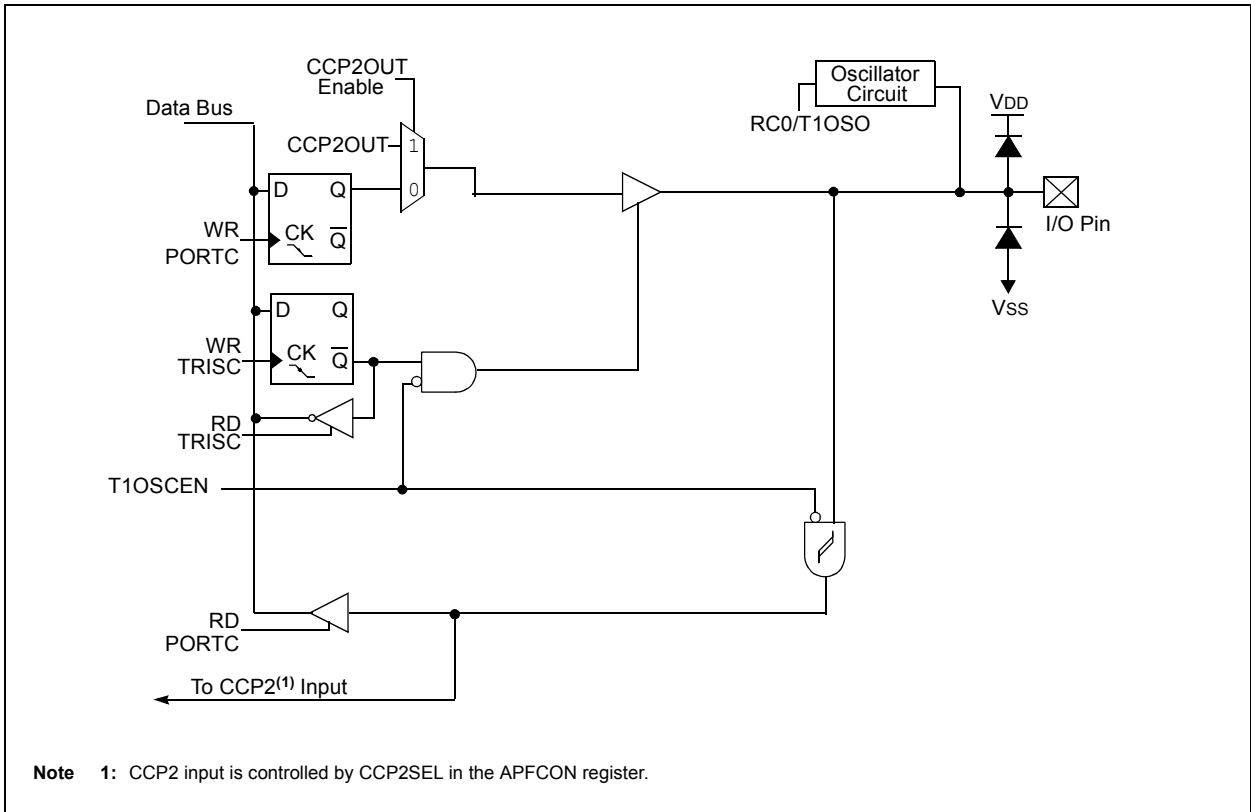 CCP2OUT
Enable
Oscillator
Circuit
VDD
Data Bus
RC0/T1OSO
CCP2OUT
1
D
Q
0
I/O Pin
WR
PORTC
CK
Q
D
Q
VSS
WR
TRISC
CK
Q
RD
TRISC
T1OSCEN
RD
PORTC
To CCP2(1) Input
Note 1: CCP2 input is controlled by CCP2SEL in the APFCON register.